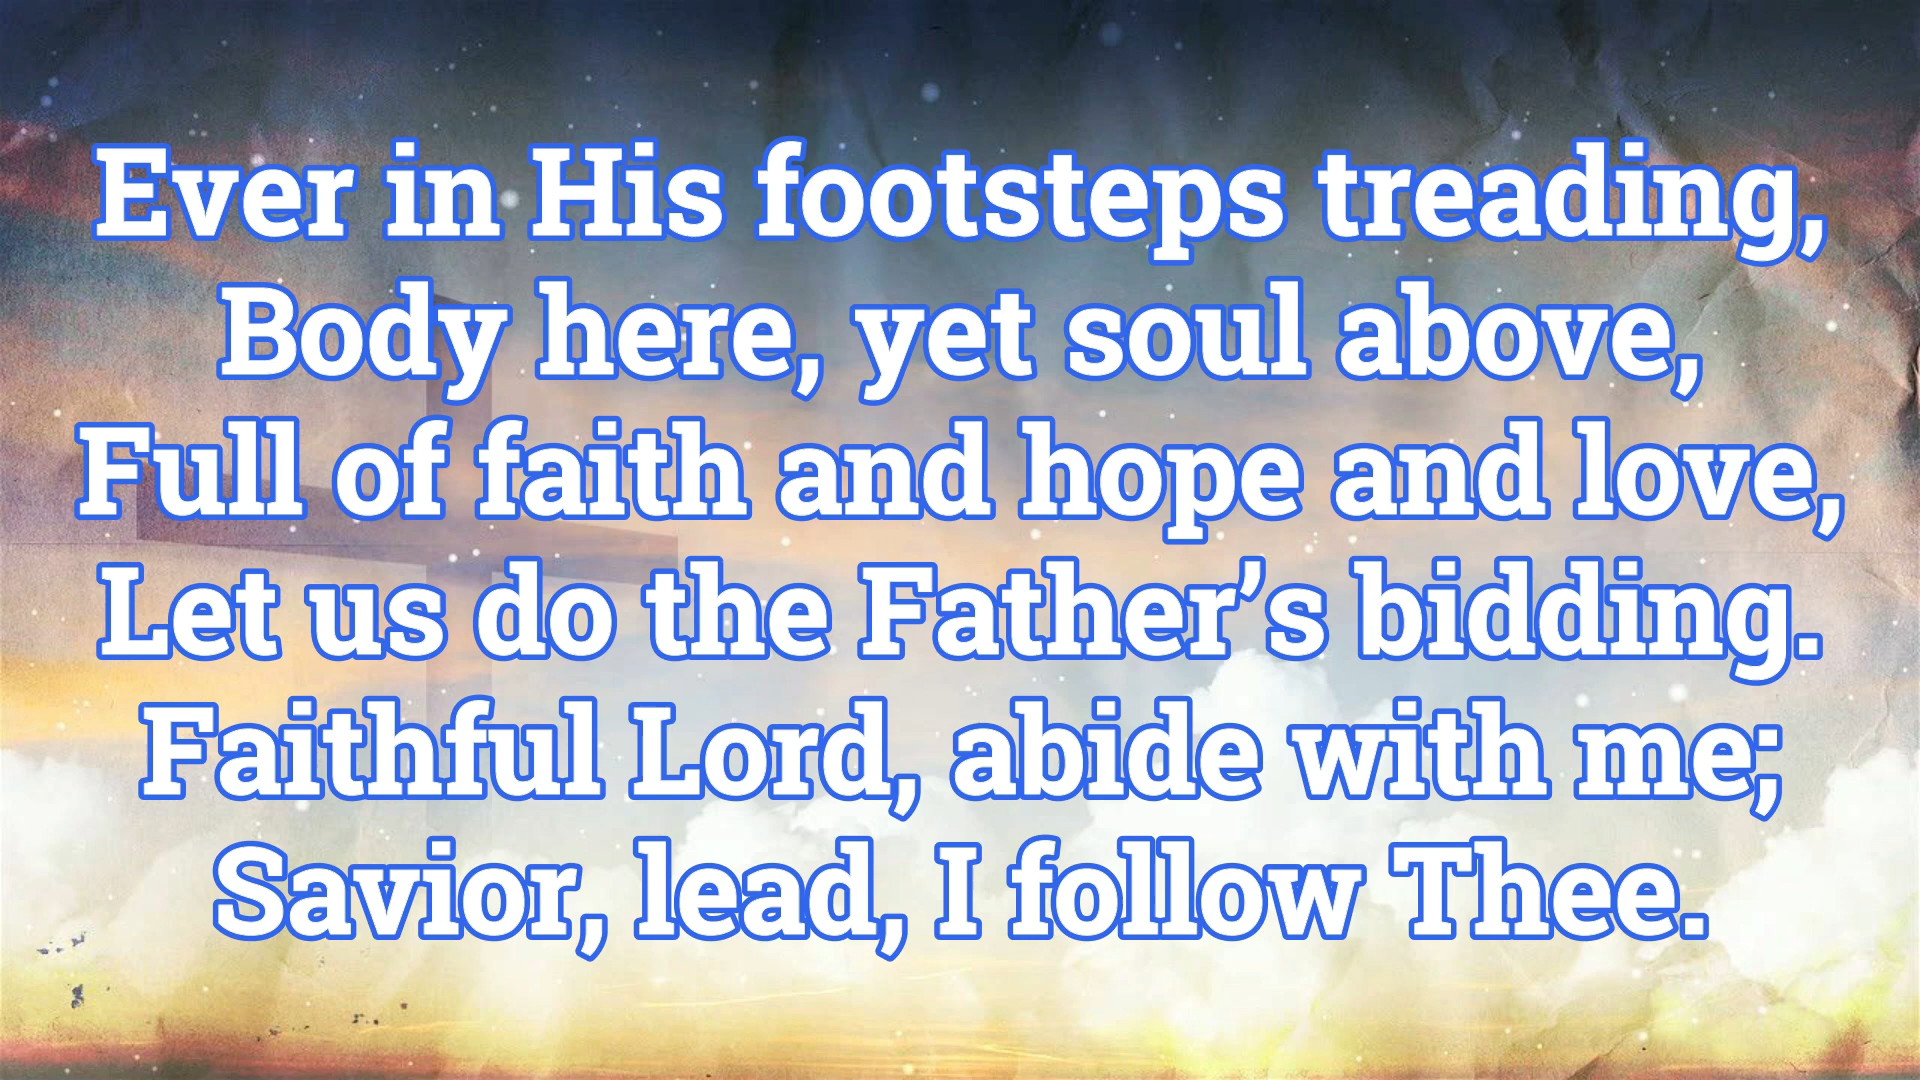 Ever in His footsteps treading,
Body here, yet soul above,
Full of faith and hope and love,
Let us do the Father’s bidding.
Faithful Lord, abide with me;
Savior, lead, I follow Thee.